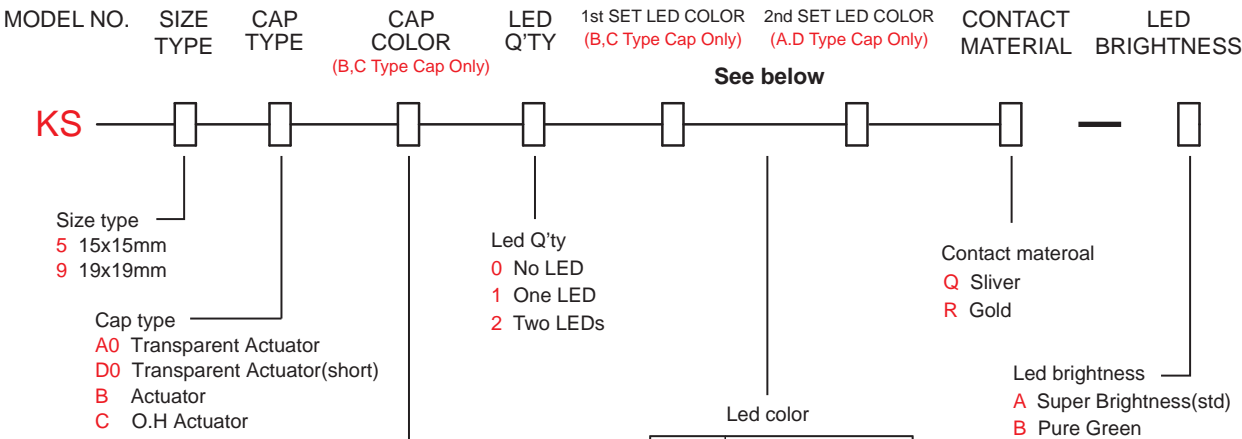 MODEL NO. SIZE TYPE CAP TYPE CAP COLOR (B,C Type Cap Only) LED Q'TY 1st SET LED COLOR (B,C Type Cap Only) 2nd SET LED COLOR (A.D Type Cap Only) CONTACT MATERIAL LED BRIGHTNESS
See below
KS —
Size type
5 15x15mm
9 19x19mm
Cap type
A0 Transparent Actuator
D0 Transparent Actuator(short)
B Actuator
C O.H Actuator
Led Q'ty
0 No LED
1 One LED
2 Two LEDs
Led color
Contact materoal
Q Sliver
R Gold
Led brightness
A Super Brightness(std)
B Pure Green